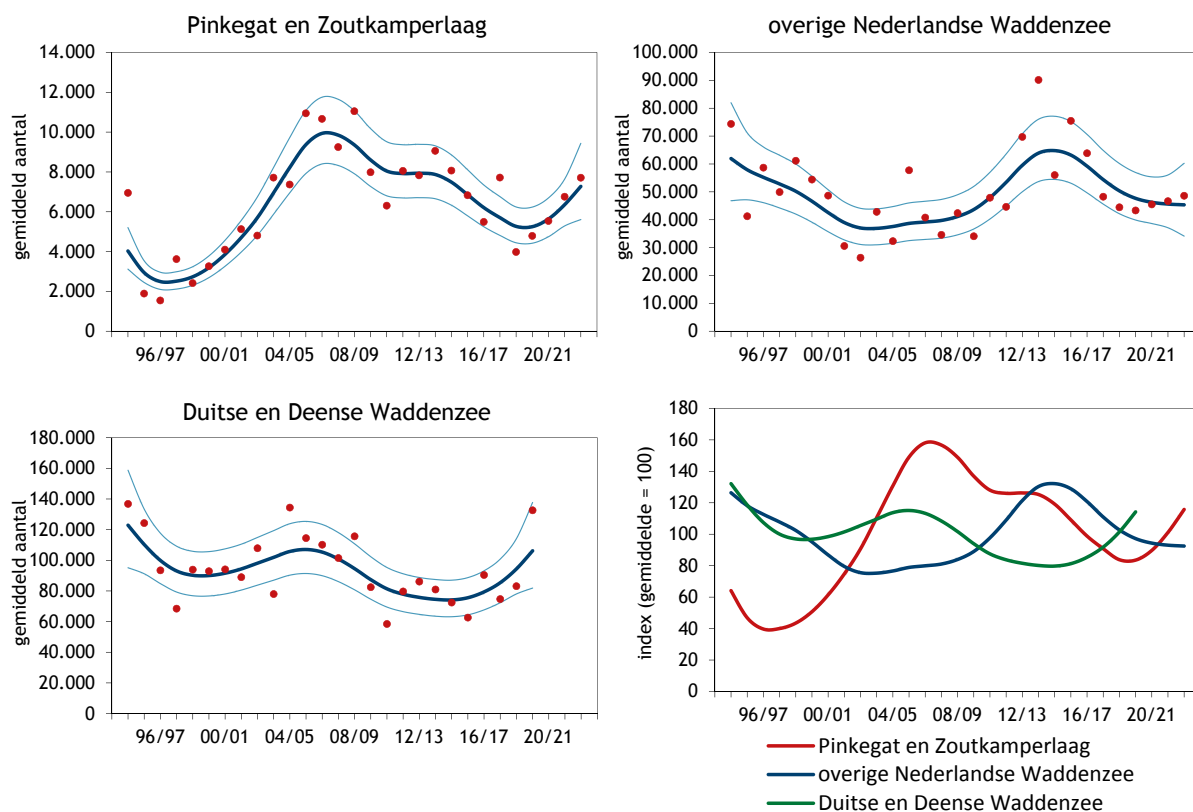 Pinkegat en Zoutkamperlaag
gemiddeld aantal
14.000
12.000
10.000
8.000
6.000
4.000
2.000
0
96/97 00/01 04/05 08/09 12/13 16/17 20/21
overige Nederlandse Waddenzee
gemiddeld aantal
100.000
90.000
80.000
70.000
60.000
50.000
40.000
30.000
20.000
10.000
0
96/97 00/01 04/05 08/09 12/13 16/17 20/21
Duitse en Deense Waddenzee
gemiddeld aantal
180.000
160.000
140.000
120.000
100.000
80.000
60.000
40.000
20.000
0
96/97 00/01 04/05 08/09 12/13 16/17 20/21
index (gemiddelde = 100)
180
160
140
120
100
80
60
40
20
0
96/97 00/01 04/05 08/09 12/13 16/17 20/21
Pinkegat en Zoutkamperlaag
overige Nederlandse Waddenzee
Duitse en Deense Waddenzee